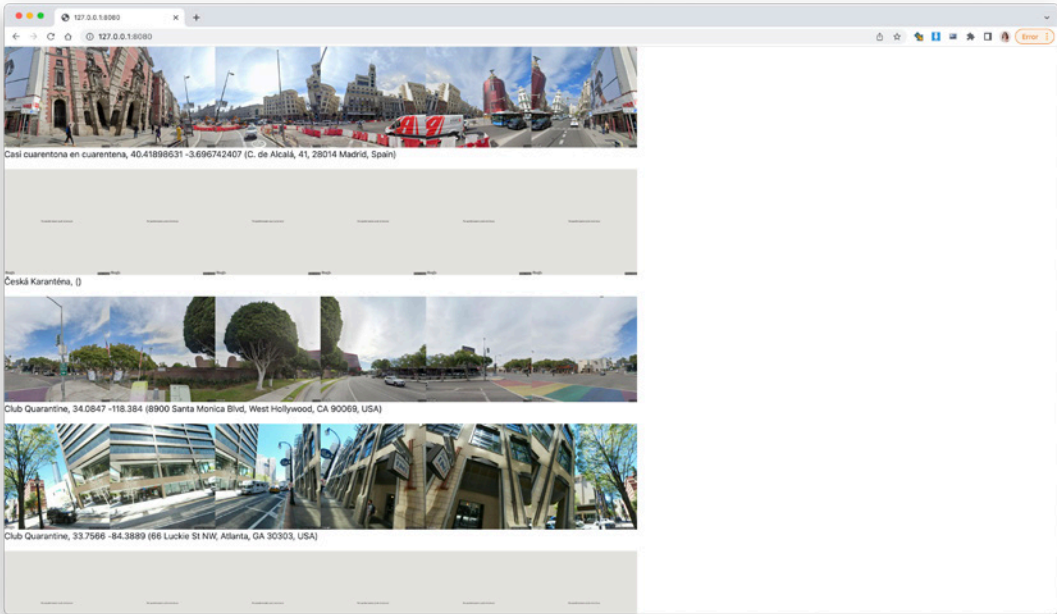 127.0.0.1:8080
127.0.0.1:8080
Error
Casi cuarentona en cuarentena, 40.41898631 -3.696742407 (C. de Alcalá, 41, 28014 Madrid, Spain)
Česká Karanténa, ()
Club Quarantine, 34.0847 -118.384 (8900 Santa Monica Blvd, West Hollywood, CA 90069, USA)
Club Quarantine, 33.7566 -84.3889 (66 Luckie St NW, Atlanta, GA 30303, USA)